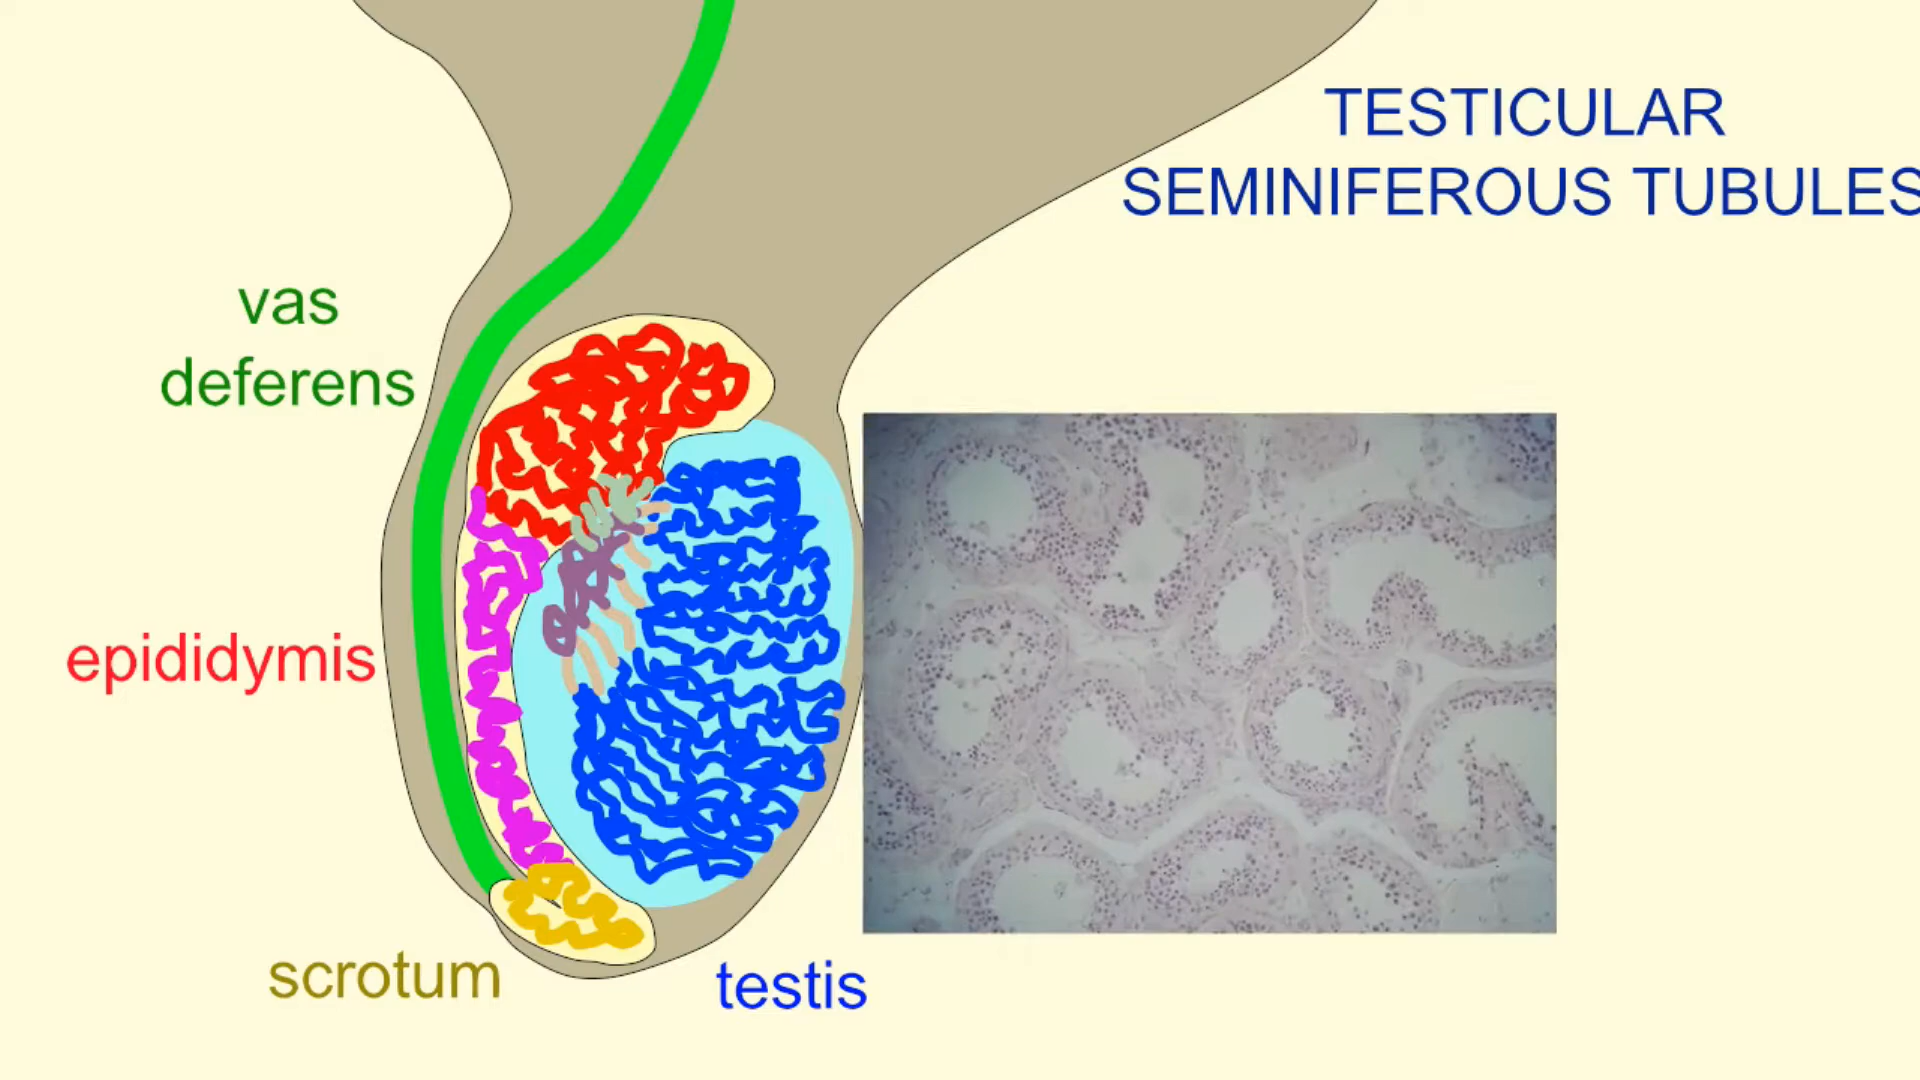 TESTICULAR
SEMINIFEROUS TUBULES
vas
deferens
epididymis
scrotum
testis